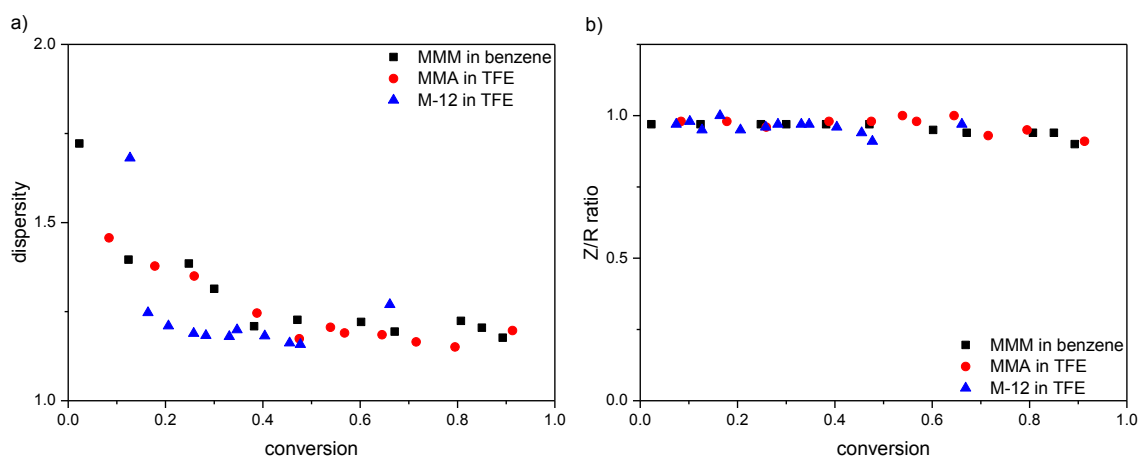 a)
2.0
1.5
1.0
dispersity
MMM in benzene
MMA in TFE
M-12 in TFE
0.0 0.2 0.4 0.6 0.8 1.0
conversion
b)
1.0
0.5
0.0
Z/R ratio
MMM in benzene
MMA in TFE
M-12 in TFE
0.0 0.2 0.4 0.6 0.8 1.0
conversion